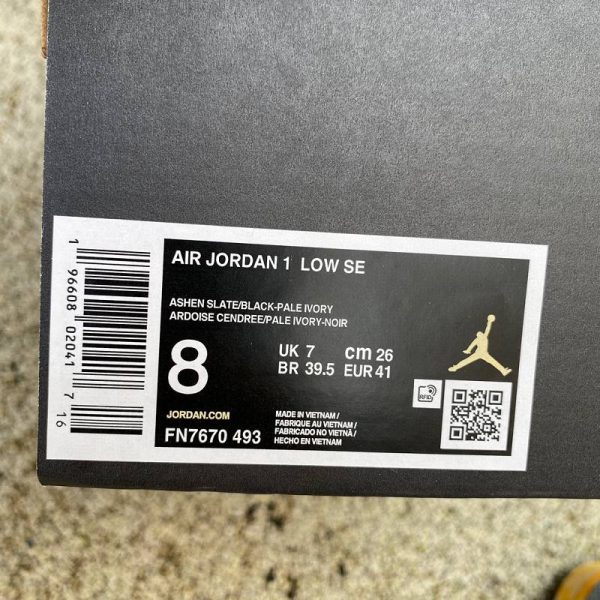 AIR JORDAN 1 LOW SE
ASHEN SLATE/BLACK-PALE IVORY
ARDOISE CENDREE/PALE IVORY-NOIR
8
UK 7 cm 26
BR 39.5 EUR 41
JORDAN.COM
FN7670 493
MADE IN VIETNAM /
FABRIQUE AU VIETNAM /
FABRICADO NO VIETNÃ /
HECHO EN VIETNAM
RFID
1 96608 02041 7 16